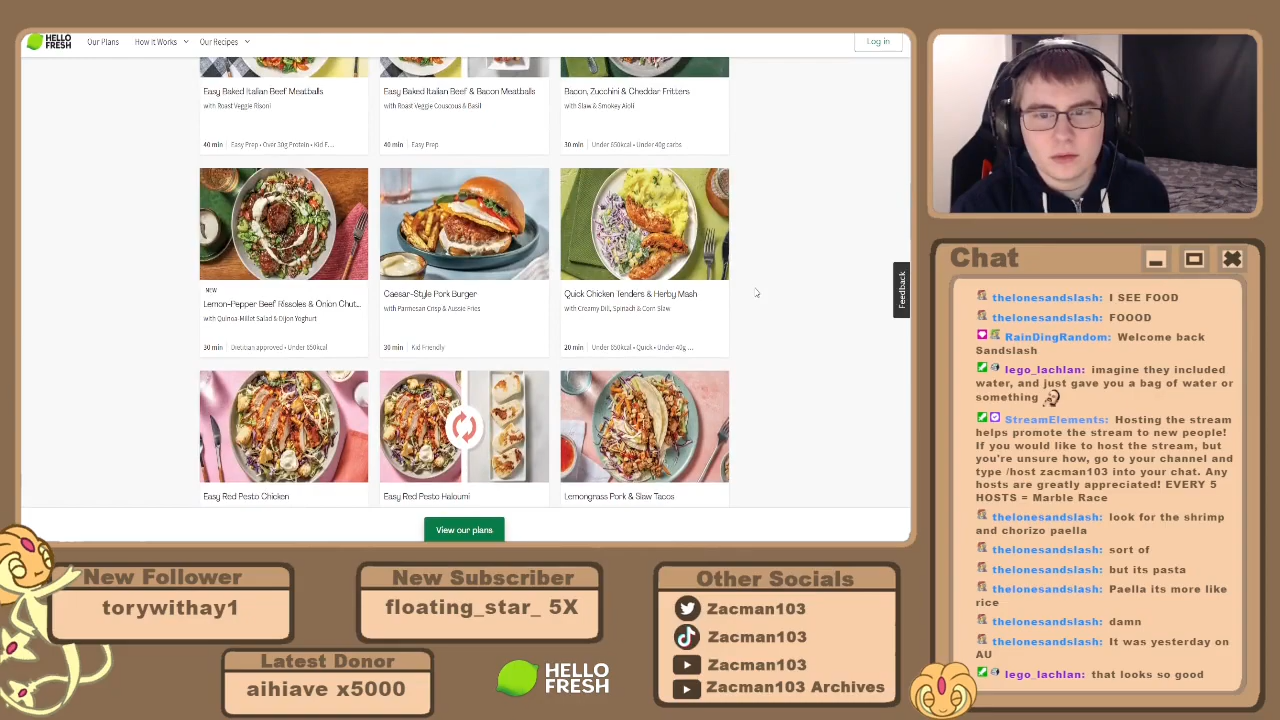 HELLO
FRESH
Our Plans
How It Works
Our Recipes
Log in
Easy Baked Italian Beef Meatballs
with Roast Veggie Risoni
40 min | Easy Prep • Over 30g Protein • Kid F...
Easy Baked Italian Beef & Bacon Meatballs
with Roast Veggie Couscous & Basil
40 min | Easy Prep
Bacon, Zucchini & Cheddar Fritters
with Slaw & Smokey Aioli
30 min | Under 650kcal • Under 40g carbs
NEW
Lemon-Pepper Beef Rissoles & Onion Chut...
with Quinoa-Millet Salad & Dijon Yoghurt
30 min | Dietitian approved • Under 650kcal
Caesar-Style Pork Burger
with Parmesan Crisp & Aussie Fries
30 min | Kid Friendly
Quick Chicken Tenders & Herby Mash
with Creamy Dill, Spinach & Corn Slaw
20 min | Under 650kcal • Quick • Under 40g ...
Easy Red Pesto Chicken
Easy Red Pesto Haloumi
Lemongrass Pork & Slaw Tacos
View our plans
Feedback
Chat
thelonesandslash: I SEE FOOD
thelonesandslash: FOOOD
RainDingRandom: Welcome back
Sandslash
lego_lachlan: imagine they included
water, and just gave you a bag of water or
something
StreamElements: Hosting the stream
helps promote the stream to new people!
If you would like to host the stream, but
you're unsure how, go to your channel and
type /host zacman103 into your chat. Any
hosts are greatly appreciated! EVERY 5
HOSTS = Marble Race
thelonesandslash: look for the shrimp
and chorizo paella
thelonesandslash: sort of
thelonesandslash: but its pasta
thelonesandslash: Paella its more like
rice
thelonesandslash: damn
thelonesandslash: It was yesterday on
AU
lego_lachlan: that looks so good
New Follower
torywithay1
New Subscriber
floating_star_ 5X
Latest Donor
aihiave x5000
HELLO
FRESH
Other Socials
Zacman103
Zacman103
Zacman103
Zacman103 Archives